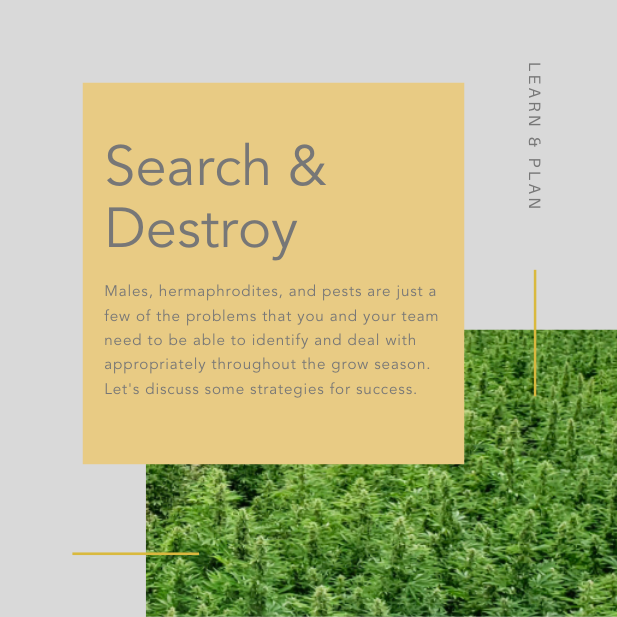 LEARN & PLAN
Search &
Destroy
Males, hermaphrodites, and pests are just a
few of the problems that you and your team
need to be able to identify and deal with
appropriately throughout the grow season.
Let's discuss some strategies for success.